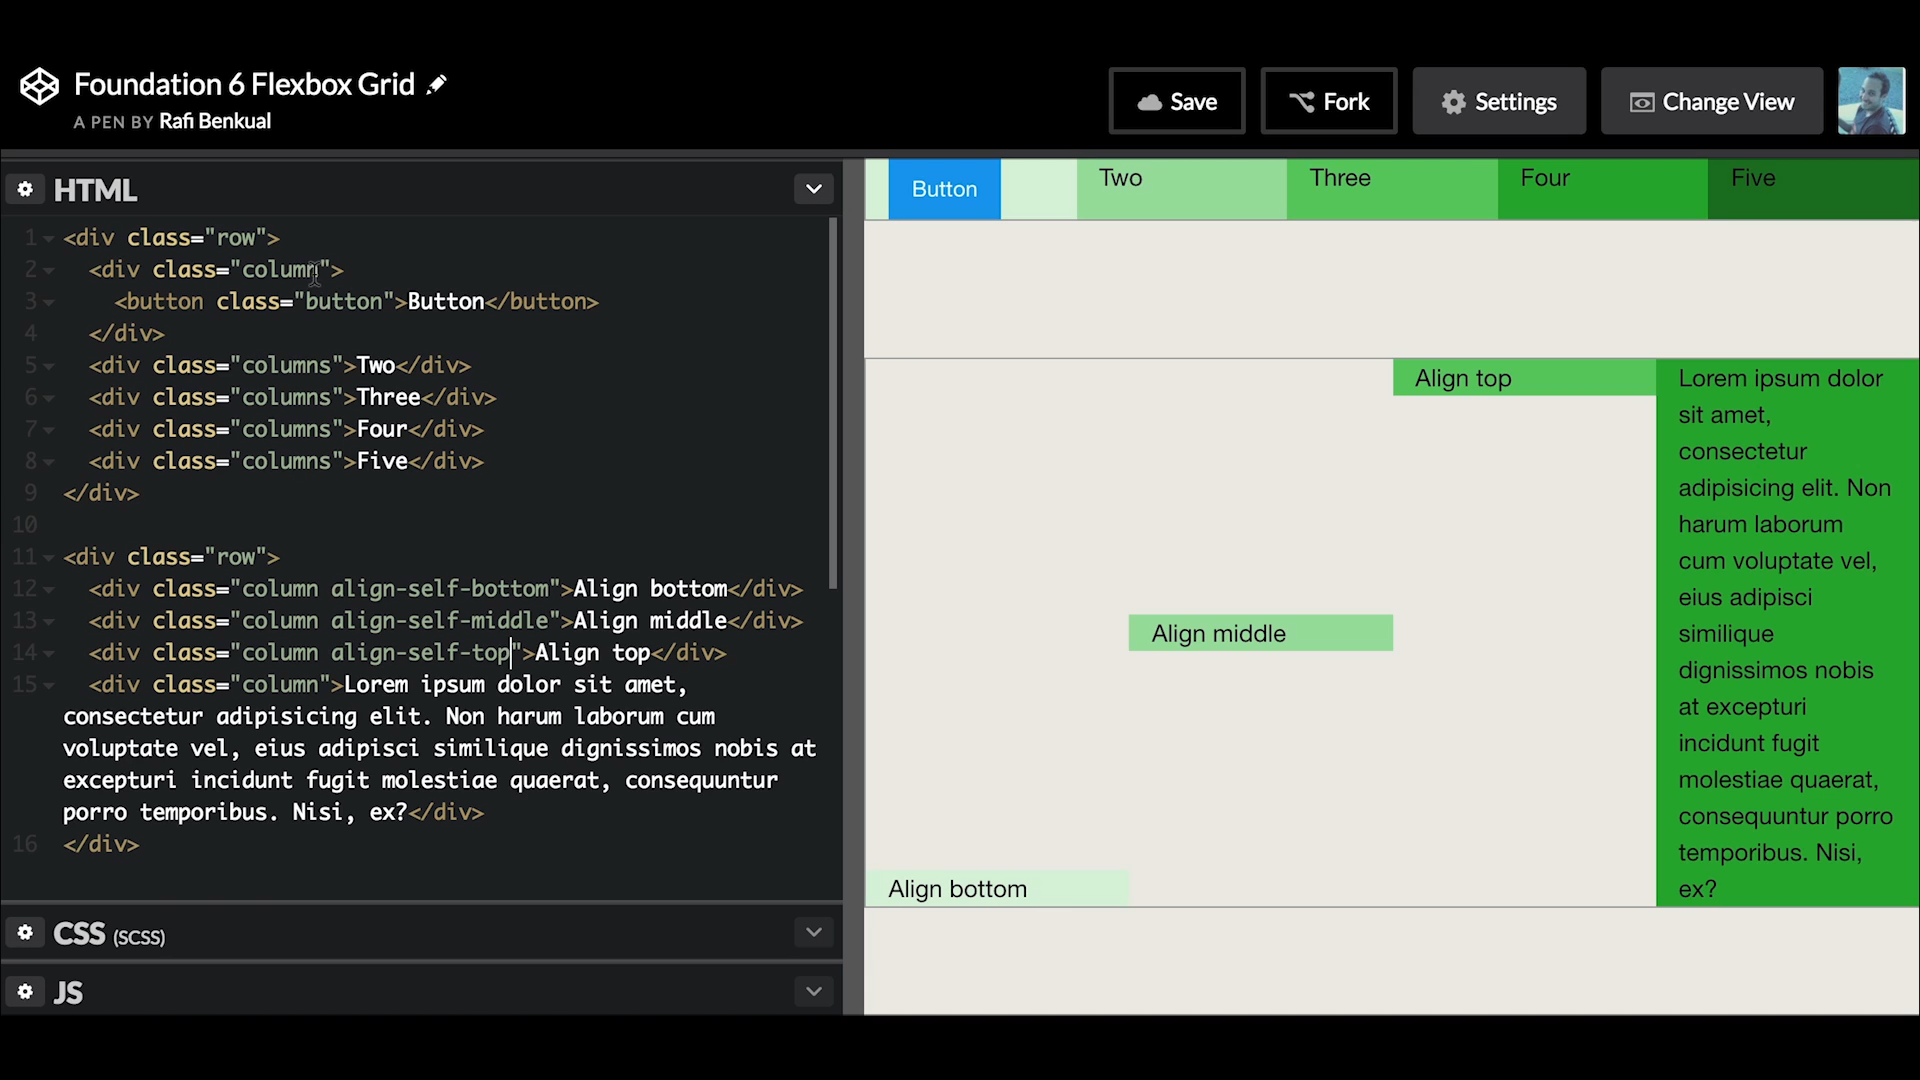 Foundation 6 Flexbox Grid
A PEN BY Rafi Benkual
Save
Fork
Settings
Change View
HTML
1 <div class="row">
2 <div class="column">
3 <button class="button">Button</button>
4 </div>
5 <div class="columns">Two</div>
6 <div class="columns">Three</div>
7 <div class="columns">Four</div>
8 <div class="columns">Five</div>
9 </div>
10
11 <div class="row">
12 <div class="column align-self-bottom">Align bottom</div>
13 <div class="column align-self-middle">Align middle</div>
14 <div class="column align-self-top">Align top</div>
15 <div class="column">Lorem ipsum dolor sit amet,
consectetur adipisicing elit. Non harum laborum cum
voluptate vel, eius adipisci similique dignissimos nobis at
excepturi incidunt fugit molestiae quaerat, consequuntur
porro temporibus. Nisi, ex?</div>
16 </div>
CSS (SCSS)
JS
Button
Two
Three
Four
Five
Align top
Align middle
Align bottom
Lorem ipsum dolor
sit amet,
consectetur
adipisicing elit. Non
harum laborum
cum voluptate vel,
eius adipisci
similique
dignissimos nobis
at excepturi
incidunt fugit
molestiae quaerat,
consequuntur porro
temporibus. Nisi,
ex?